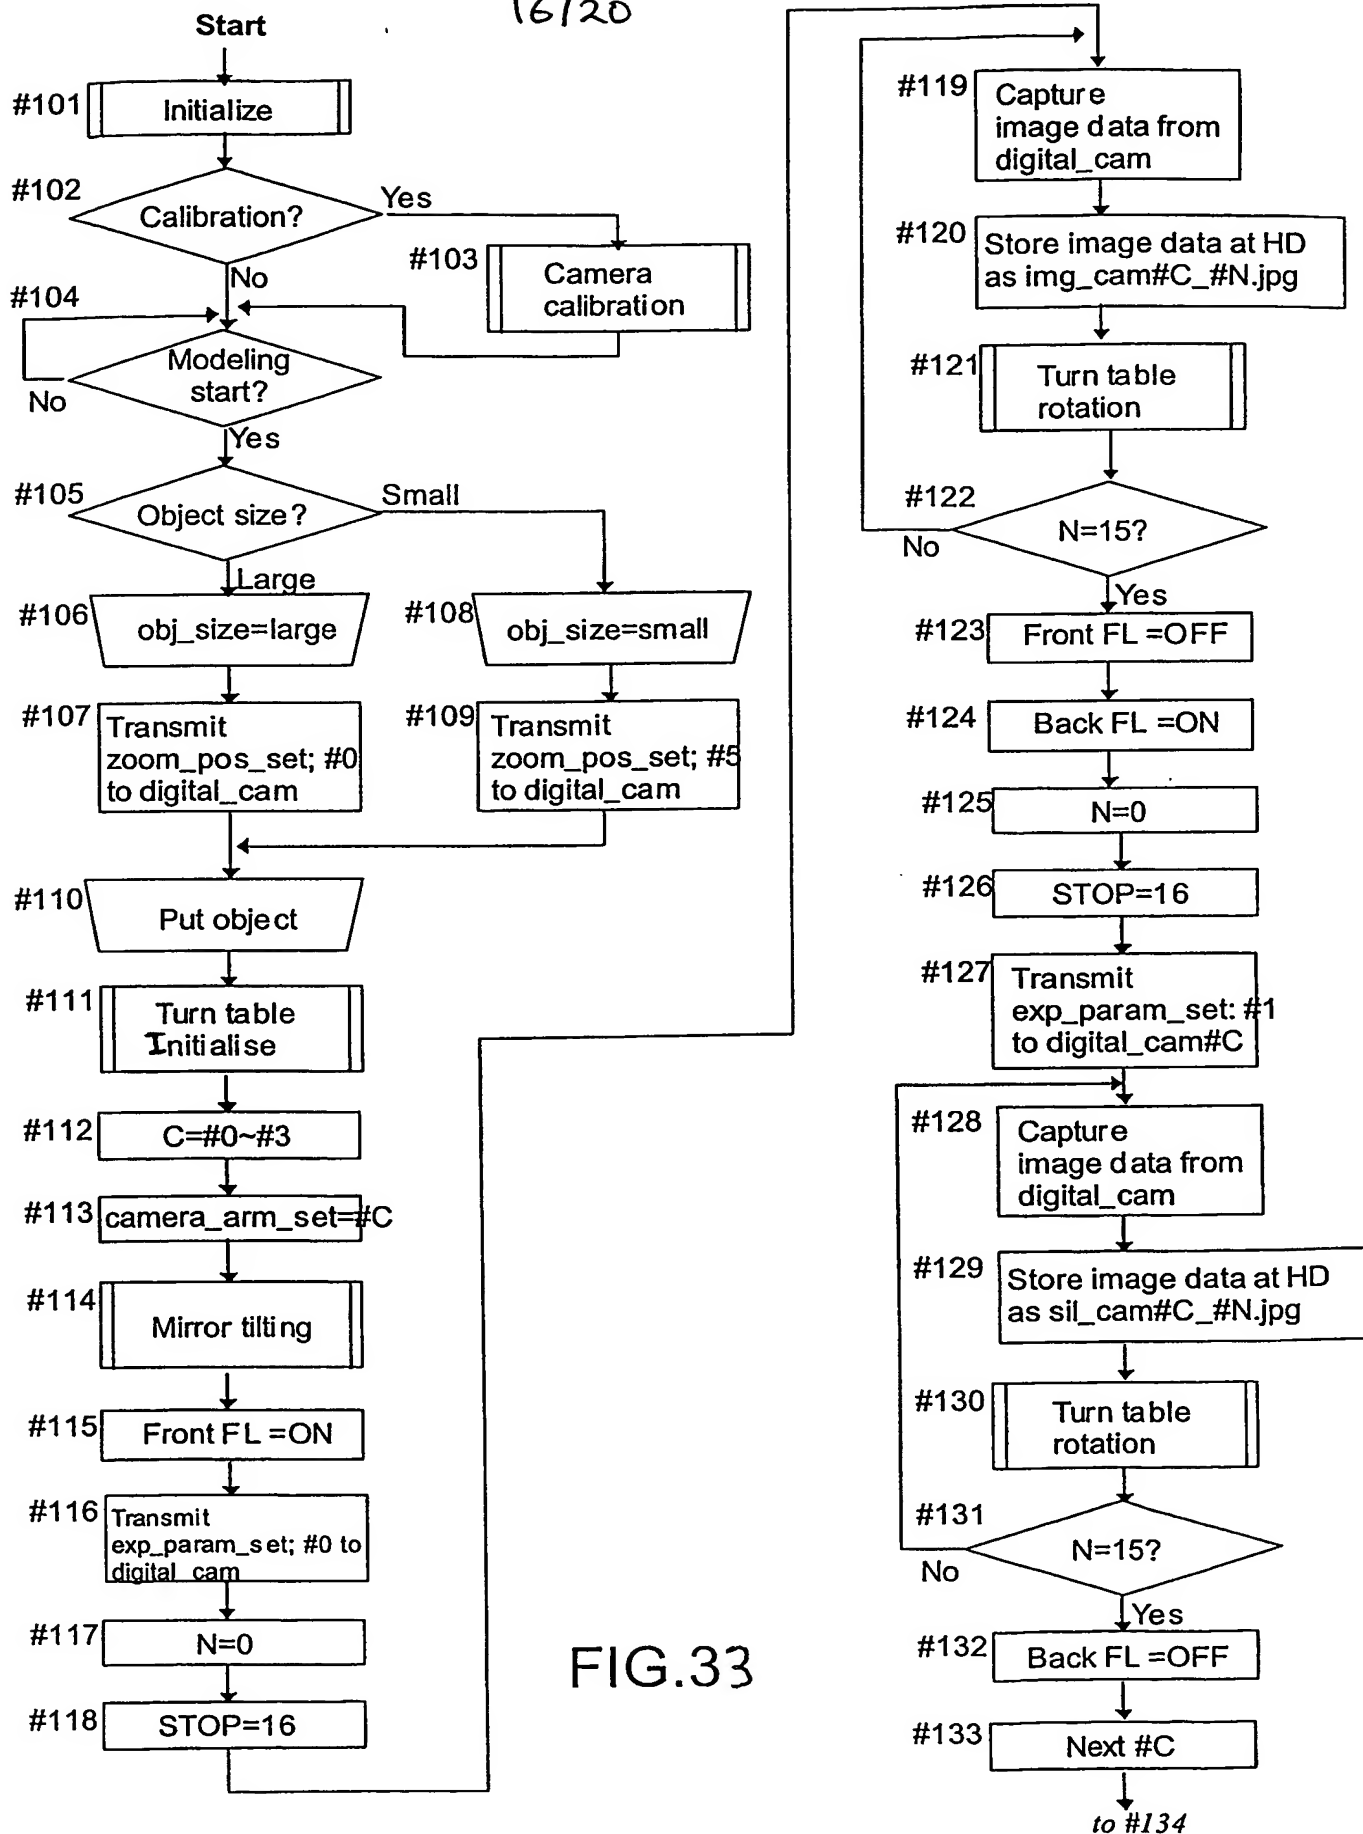 16/20
Start
#101
Initialize
#102
Calibration?
Yes
No
#103
Camera
calibration
#104
Modeling
start?
No
Yes
#105
Object size?
Small
Large
#106
obj_size=large
#108
obj_size=small
#107
Transmit
zoom_pos_set; #0
to digital_cam
#109
Transmit
zoom_pos_set; #5
to digital_cam
#110
Put object
#111
Turn table
Initialise
#112
C=#0~#3
#113
camera_arm_set=#C
#114
Mirror tilting
#115
Front FL =ON
#116
Transmit
exp_param_set; #0 to
digital_cam
#117
N=0
#118
STOP=16
#119
Capture
image data from
digital_cam
#120
Store image data at HD
as img_cam#C_#N.jpg
#121
Turn table
rotation
#122
N=15?
No
Yes
#123
Front FL =OFF
#124
Back FL =ON
#125
N=0
#126
STOP=16
#127
Transmit
exp_param_set: #1
to digital_cam#C
#128
Capture
image data from
digital_cam
#129
Store image data at HD
as sil_cam#C_#N.jpg
#130
Turn table
rotation
#131
N=15?
No
Yes
#132
Back FL =OFF
#133
Next #C
to #134
FIG.33